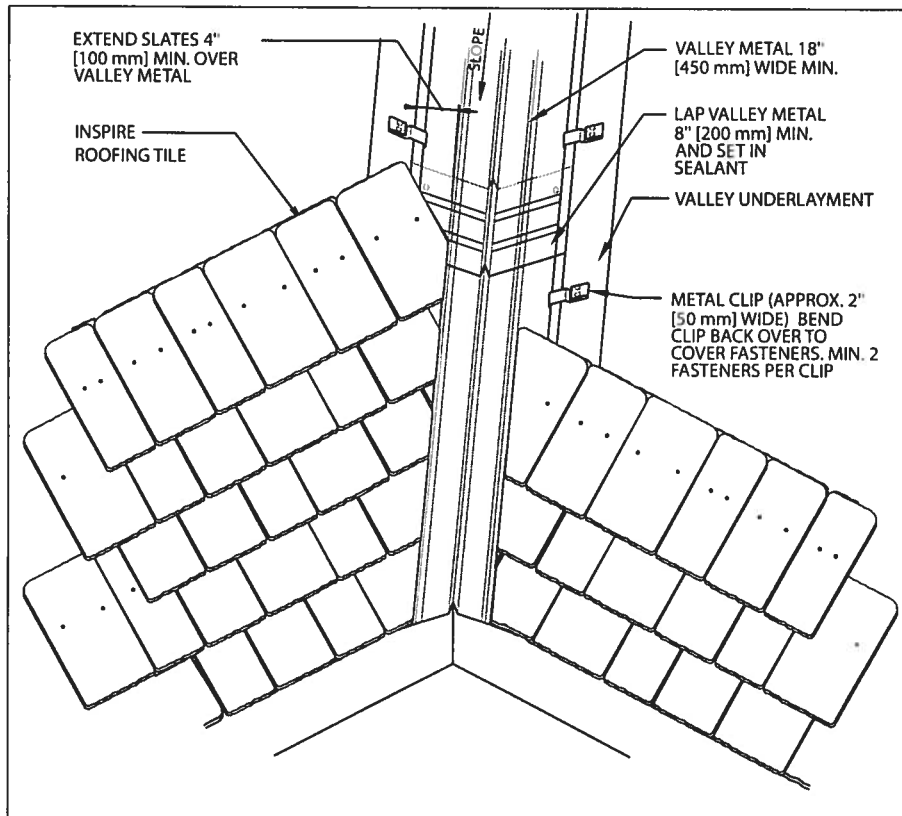 EXTEND SLATES 4"
[100 mm] MIN. OVER
VALLEY METAL
INSPIRE
ROOFING TILE
SLOPE
VALLEY METAL 18"
[450 mm] WIDE MIN.
LAP VALLEY METAL
8" [200 mm] MIN.
AND SET IN
SEALANT
VALLEY UNDERLAYMENT
METAL CLIP (APPROX. 2"
[50 mm] WIDE) BEND
CLIP BACK OVER TO
COVER FASTENERS. MIN. 2
FASTENERS PER CLIP